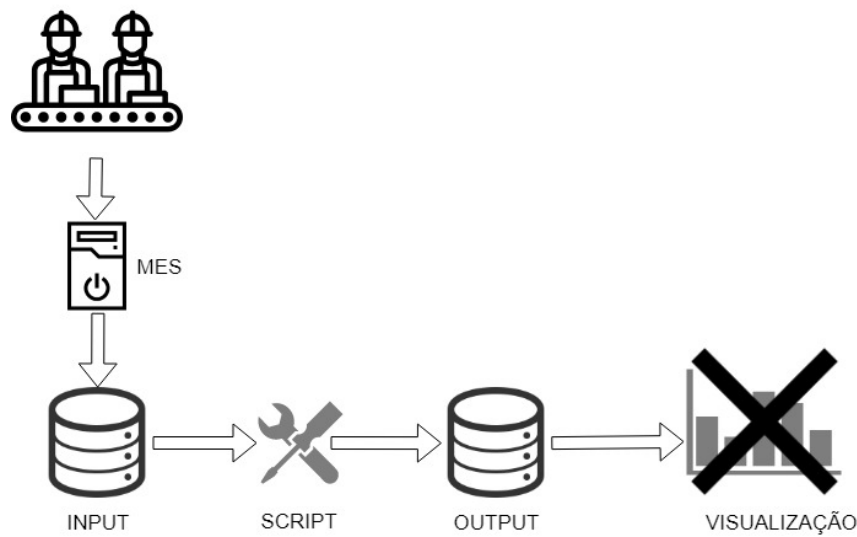 MES
INPUT
SCRIPT
OUTPUT
VISUALIZAÇÃO